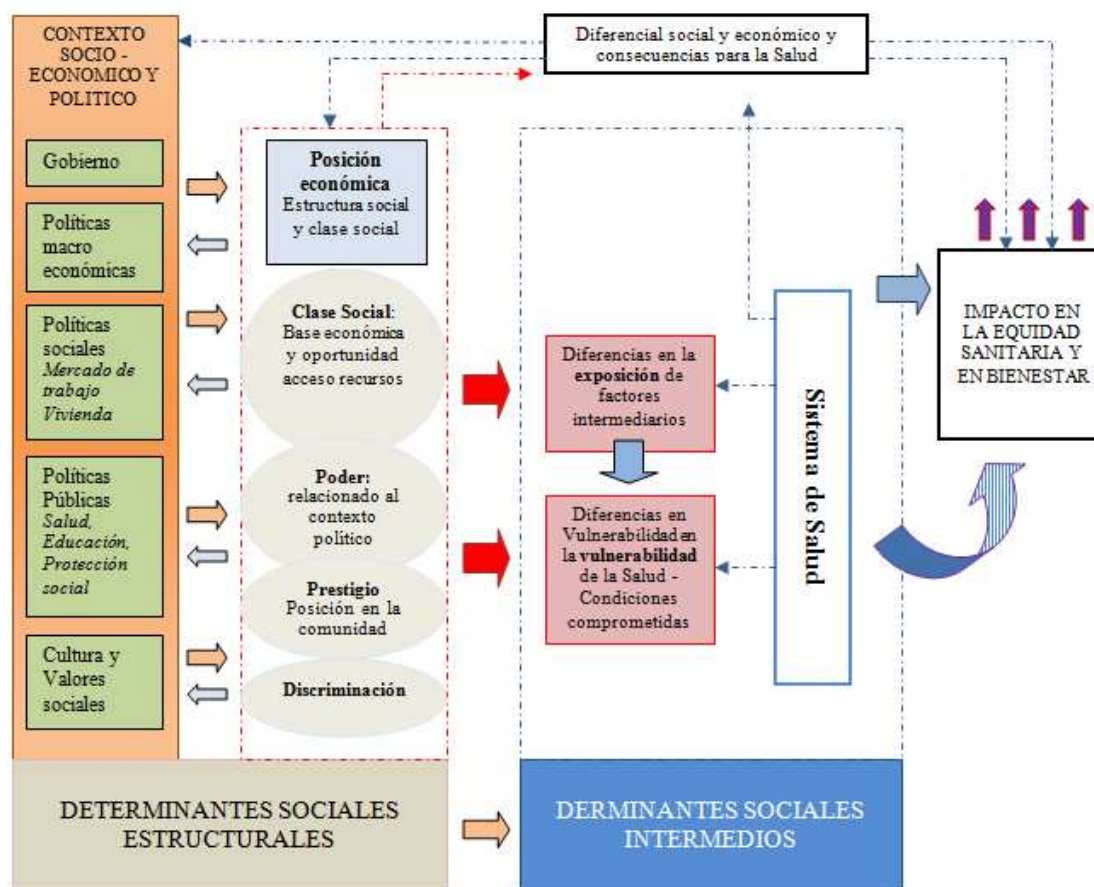 CONTEXTO
SOCIO -
ECONOMICO Y
POLITICO
Gobierno
Políticas
macro
económicas
Políticas
sociales
Mercado de
trabajo
Vivienda
Políticas
Públicas
Salud,
Educación,
Protección
social
Cultura y
Valores
sociales
Diferencial social y económico y
consecuencias para la Salud
Posición
económica
Estructura social
y clase social
Clase Social:
Base económica
y oportunidad
acceso recursos
Poder:
relacionado al
contexto
político
Prestigio
Posición en la
comunidad
Discriminación
Diferencias en la
exposición de
factores
intermediarios
Diferencias en
Vulnerabilidad en
la vulnerabilidad
de la Salud -
Condiciones
comprometidas
Sistema de Salud
IMPACTO EN
LA EQUIDAD
SANITARIA Y
EN BIENESTAR
DETERMINANTES SOCIALES
ESTRUCTURALES
DERMINANTES SOCIALES
INTERMEDIOS